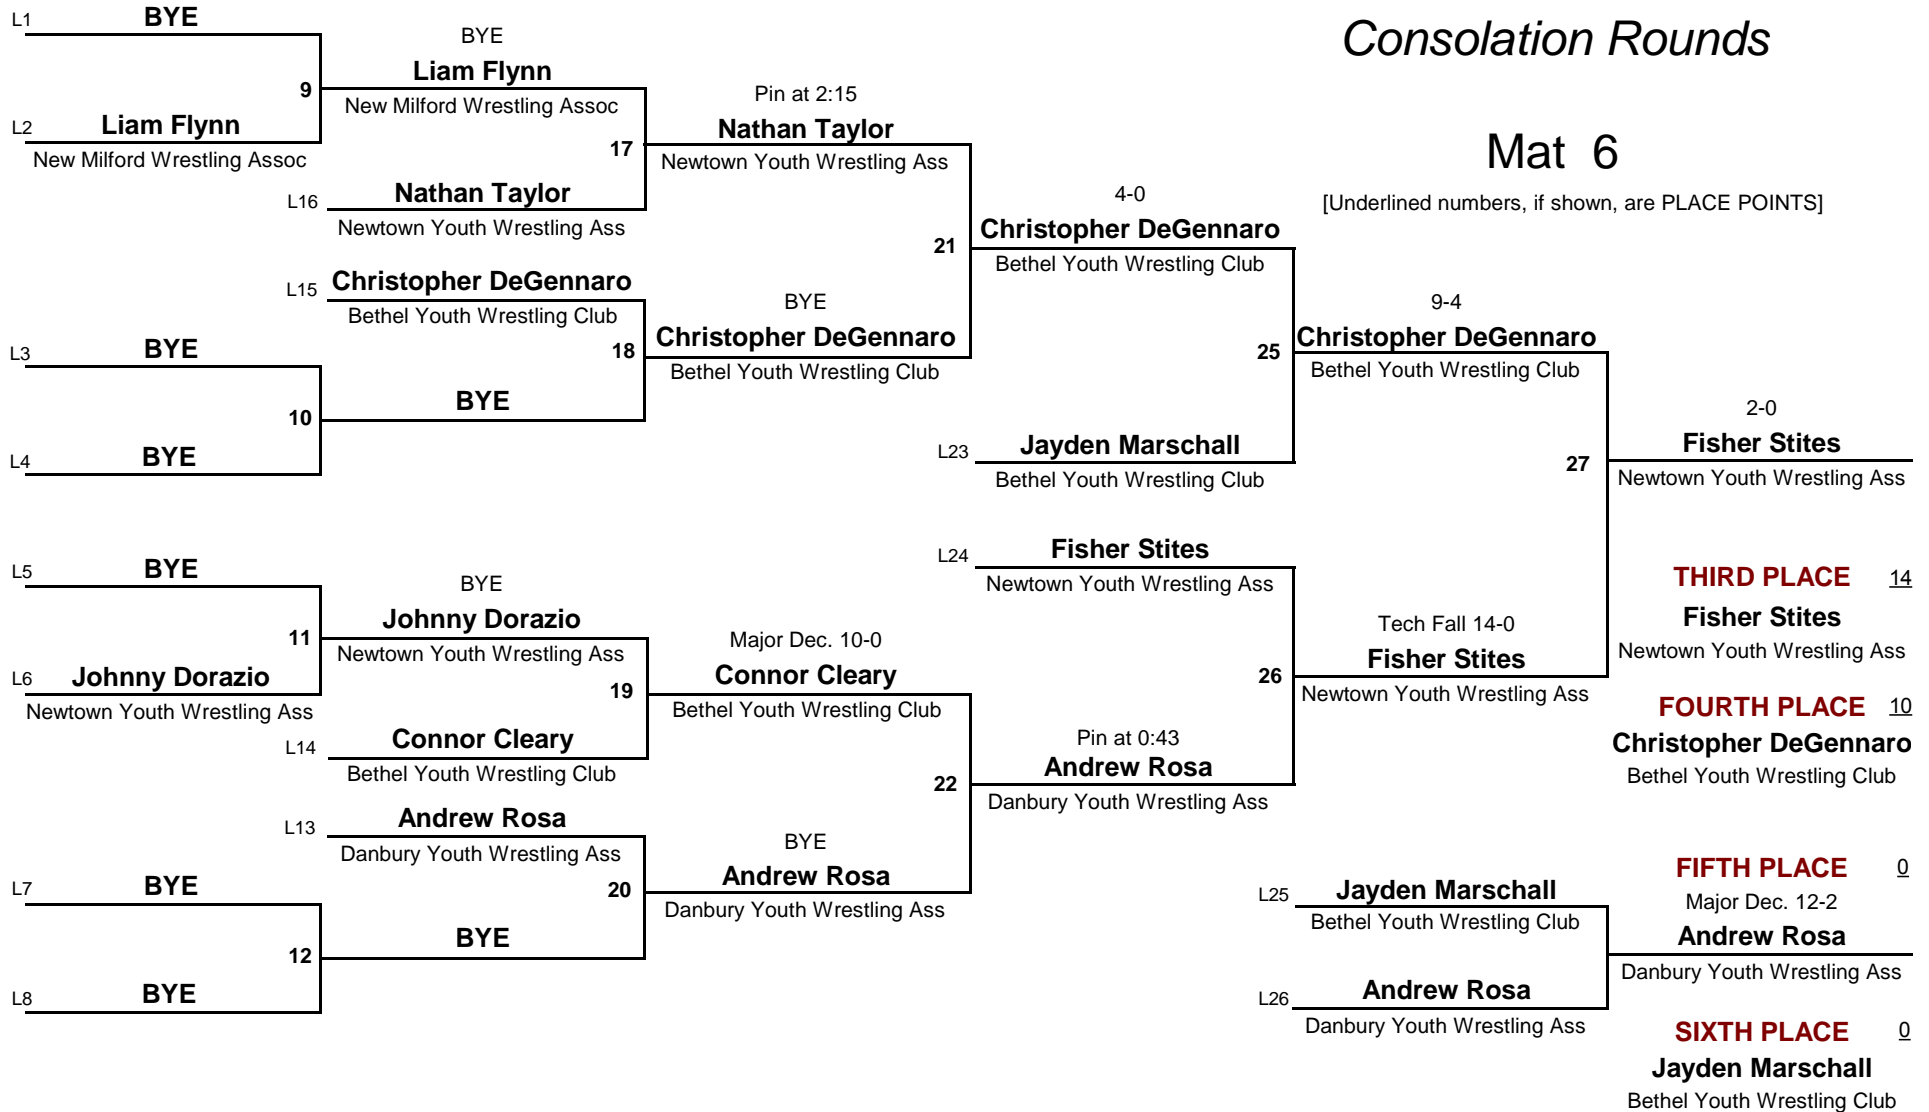 Consolation Rounds
Mat 6
[Underlined numbers, if shown, are PLACE POINTS]
L1 BYE
9
L2 Liam Flynn
New Milford Wrestling Assoc
L3 BYE
10
L4 BYE
L5 BYE
11
L6 Johnny Dorazio
Newtown Youth Wrestling Ass
L7 BYE
12
L8 BYE
BYE
Liam Flynn
New Milford Wrestling Assoc
17
L16 Nathan Taylor
Newtown Youth Wrestling Ass
L15 Christopher DeGennaro
Bethel Youth Wrestling Club
18
BYE
BYE
Johnny Dorazio
Newtown Youth Wrestling Ass
19
L14 Connor Cleary
Bethel Youth Wrestling Club
L13 Andrew Rosa
Danbury Youth Wrestling Ass
20
BYE
Pin at 2:15
Nathan Taylor
Newtown Youth Wrestling Ass
21
BYE
Christopher DeGennaro
Bethel Youth Wrestling Club
Major Dec. 10-0
Connor Cleary
Bethel Youth Wrestling Club
22
BYE
Andrew Rosa
Danbury Youth Wrestling Ass
4-0
Christopher DeGennaro
Bethel Youth Wrestling Club
25
L23 Jayden Marschall
Bethel Youth Wrestling Club
L24 Fisher Stites
Newtown Youth Wrestling Ass
26
Pin at 0:43
Andrew Rosa
Danbury Youth Wrestling Ass
9-4
Christopher DeGennaro
Bethel Youth Wrestling Club
27
Tech Fall 14-0
Fisher Stites
Newtown Youth Wrestling Ass
2-0
Fisher Stites
Newtown Youth Wrestling Ass
THIRD PLACE 14
Fisher Stites
Newtown Youth Wrestling Ass
FOURTH PLACE 10
Christopher DeGennaro
Bethel Youth Wrestling Club
L25 Jayden Marschall
Bethel Youth Wrestling Club
L26 Andrew Rosa
Danbury Youth Wrestling Ass
FIFTH PLACE 0
Major Dec. 12-2
Andrew Rosa
Danbury Youth Wrestling Ass
SIXTH PLACE 0
Jayden Marschall
Bethel Youth Wrestling Club